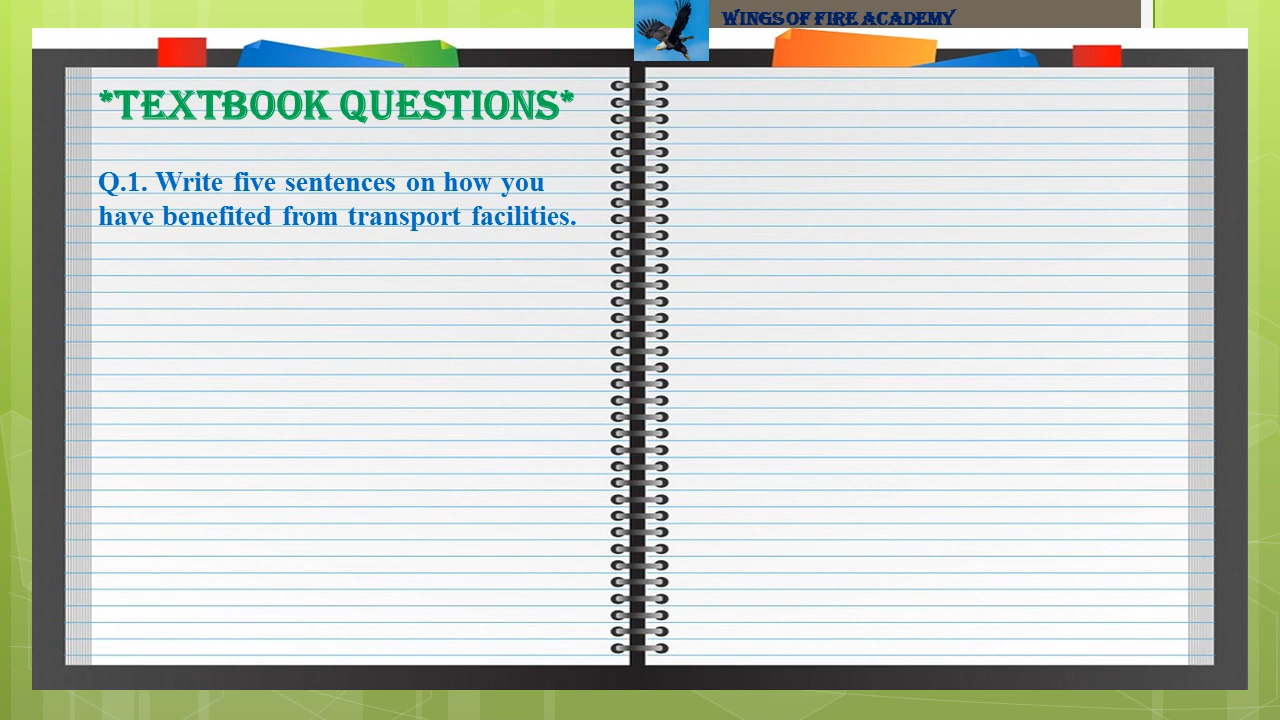 WINGS OF FIRE ACADEMY
*TEXTBOOK QUESTIONS*
Q.1. Write five sentences on how you
have benefited from transport facilities.